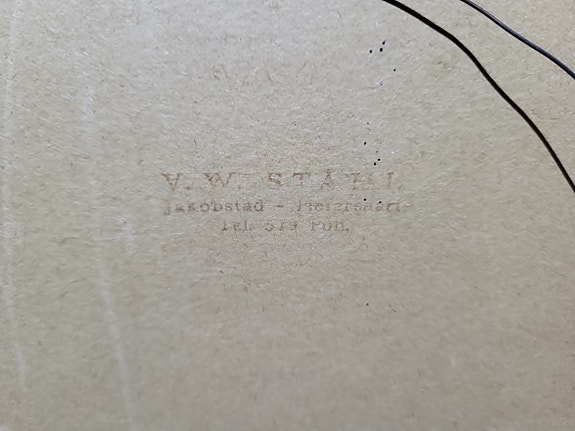 V. W. STÅHL
Jakobstad - Pietarsaari
Tel. 519 Puh.